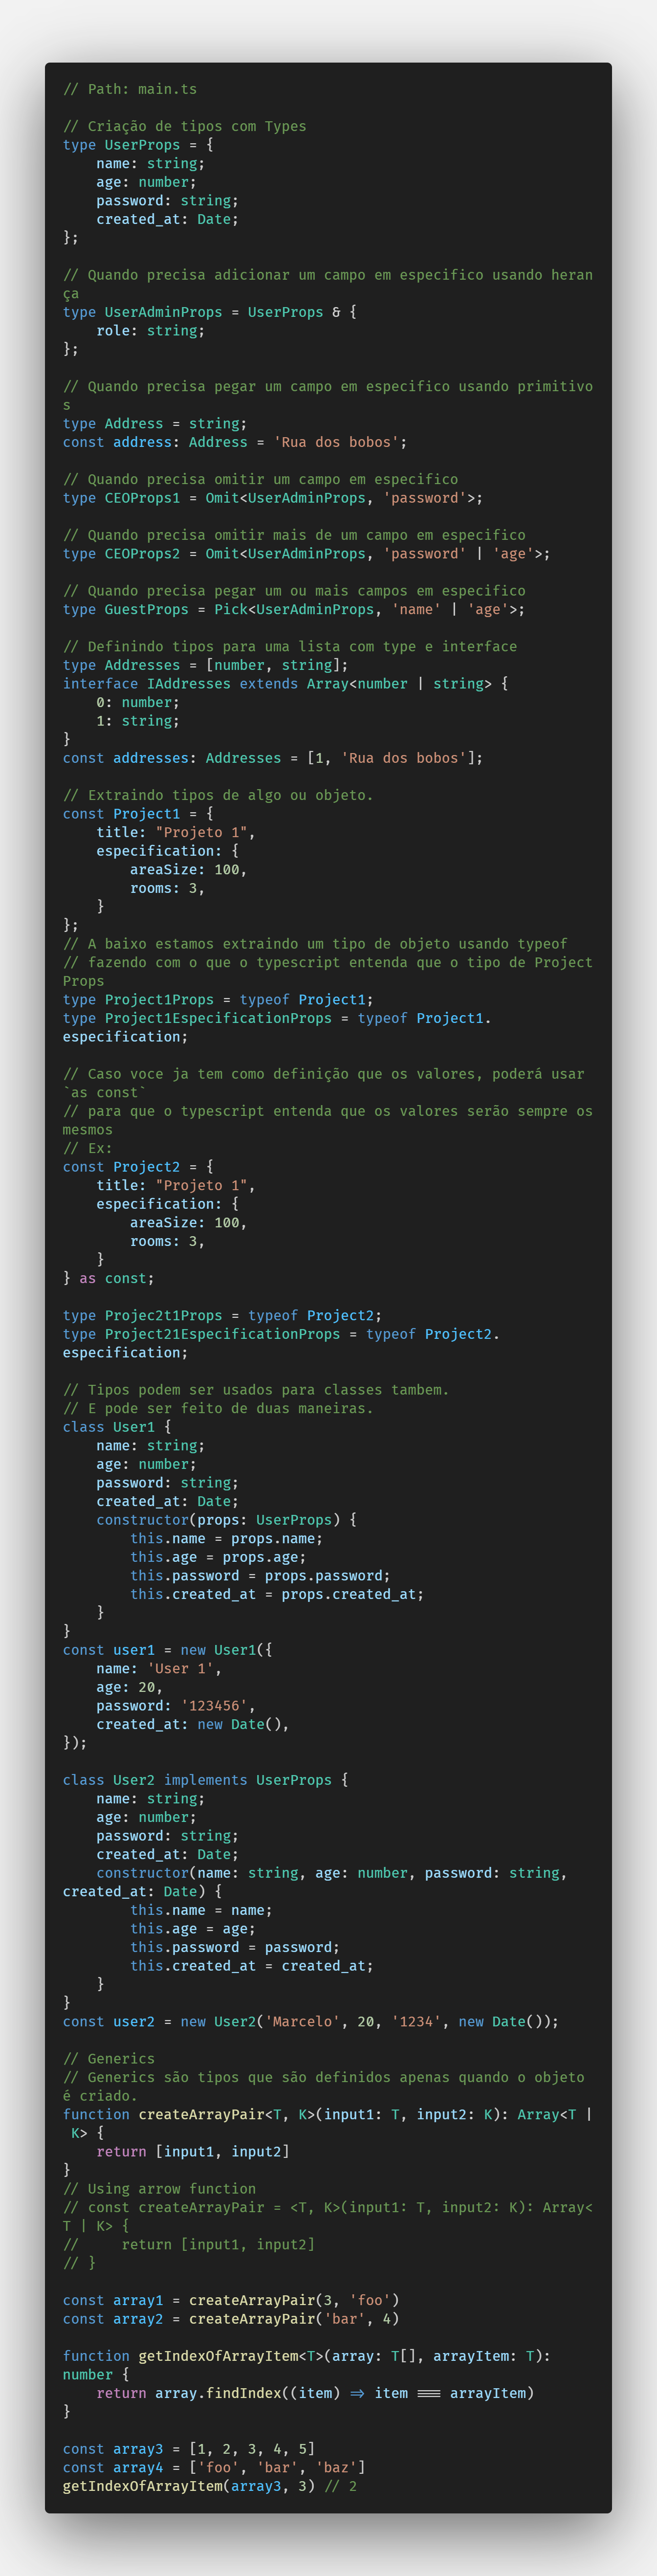 // Path: main.ts
// Criação de tipos com Types
type UserProps = {
    name: string;
    age: number;
    password: string;
    created_at: Date;
};
// Quando precisa adicionar um campo em especifico usando heran
ça
type UserAdminProps = UserProps & {
    role: string;
};
// Quando precisa pegar um campo em especifico usando primitivo
s
type Address = string;
const address: Address = 'Rua dos bobos';
// Quando precisa omitir um campo em especifico
type CEOProps1 = Omit<UserAdminProps, 'password'>;
// Quando precisa omitir mais de um campo em especifico
type CEOProps2 = Omit<UserAdminProps, 'password' | 'age'>;
// Quando precisa pegar um ou mais campos em especifico
type GuestProps = Pick<UserAdminProps, 'name' | 'age'>;
// Definindo tipos para uma lista com type e interface
type Addresses = [number, string];
interface IAddresses extends Array<number | string> {
    0: number;
    1: string;
}
const addresses: Addresses = [1, 'Rua dos bobos'];
// Extraindo tipos de algo ou objeto.
const Project1 = {
    title: "Projeto 1",
    especification: {
        areaSize: 100,
        rooms: 3,
    }
};
// A baixo estamos extraindo um tipo de objeto usando typeof
// fazendo com o que o typescript entenda que o tipo de Project
Props
type Project1Props = typeof Project1;
type Project1EspecificationProps = typeof Project1.
especification;
// Caso voce ja tem como definição que os valores, poderá usar
`as const`
// para que o typescript entenda que os valores serão sempre os
mesmos
// Ex:
const Project2 = {
    title: "Projeto 1",
    especification: {
        areaSize: 100,
        rooms: 3,
    }
} as const;
type Projec2t1Props = typeof Project2;
type Project21EspecificationProps = typeof Project2.
especification;
// Tipos podem ser usados para classes tambem.
// E pode ser feito de duas maneiras.
class User1 {
    name: string;
    age: number;
    password: string;
    created_at: Date;
    constructor(props: UserProps) {
        this.name = props.name;
        this.age = props.age;
        this.password = props.password;
        this.created_at = props.created_at;
    }
}
const user1 = new User1({
    name: 'User 1',
    age: 20,
    password: '123456',
    created_at: new Date(),
});
class User2 implements UserProps {
    name: string;
    age: number;
    password: string;
    created_at: Date;
    constructor(name: string, age: number, password: string,
created_at: Date) {
        this.name = name;
        this.age = age;
        this.password = password;
        this.created_at = created_at;
    }
}
const user2 = new User2('Marcelo', 20, '1234', new Date());
// Generics
// Generics são tipos que são definidos apenas quando o objeto
é criado.
function createArrayPair<T, K>(input1: T, input2: K): Array<T |
 K> {
    return [input1, input2]
}
// Using arrow function
// const createArrayPair = <T, K>(input1: T, input2: K): Array<
T | K> {
//     return [input1, input2]
// }
const array1 = createArrayPair(3, 'foo')
const array2 = createArrayPair('bar', 4)
function getIndexOfArrayItem<T>(array: T[], arrayItem: T):
number {
    return array.findIndex((item) => item === arrayItem)
}
const array3 = [1, 2, 3, 4, 5]
const array4 = ['foo', 'bar', 'baz']
getIndexOfArrayItem(array3, 3) // 2